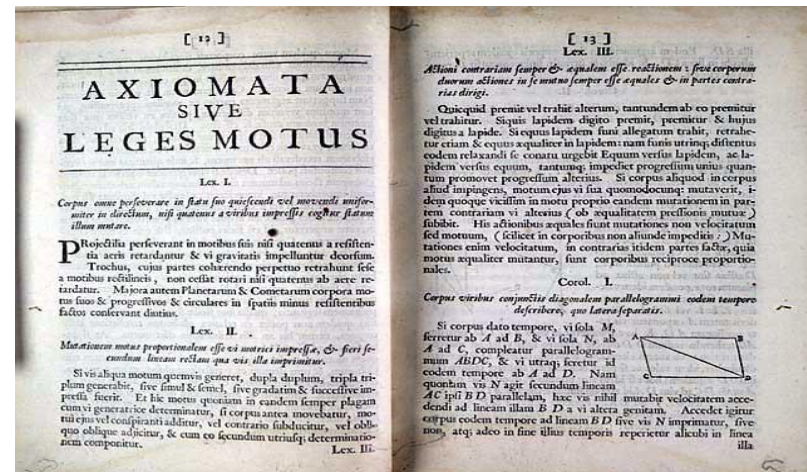 [ 12 ]
AXIOMATA
SIVE
LEGES MOTUS
Lex. I.
Corpus omne perseverare in statu suo quiescendi vel movendi unifor-
miter in directum, nisi quatenus a viribus impressis cogitur statum
illum mutare.
PRojectilia perseverant in motibus suis nisi quatenus a resisten-
tia aeris retardantur & vi gravitatis impelluntur deorsum.
Trochus, cujus partes cohærendo perpetuo retrahunt sese
a motibus rectilineis, non cessat rotari nisi quatenus ab aere re-
tardatur. Majora autem Planetarum & Cometarum corpora mo-
tus suos & progressivos & circulares in spatiis minus resistentibus
factos conservant diutius.
Lex. II.
Mutationem motus proportionalem esse vi motrici impressæ, & fieri se-
cundum lineam rectam qua vis illa imprimitur.
Si vis aliqua motum quemvis generet, dupla duplum, tripla tri-
plum generabit, sive simul & semel, sive gradatim & successive im-
pressa fuerit. Et hic motus quoniam in eandem semper plagam
cum vi generatrice determinatur, si corpus antea movebatur, mo-
tui ejus vel conspiranti additur, vel contrario subducitur, vel obli-
quo oblique adjicitur, & cum eo secundum utriusq; determinatio-
nem componitur.
Lex. III.
[ 13 ]
Lex. III.
Actioni contrariam semper & æqualem esse reactionem : sive corporum
duorum actiones in se mutuo semper esse æquales & in partes contra-
rias dirigi.
Quicquid premit vel trahit alterum, tantundem ab eo premitur
vel trahitur. Siquis lapidem digito premit, premitur & hujus
digitus a lapide. Si equus lapidem funi allegatum trahit, retrahe-
tur etiam & equus æqualiter in lapidem: nam funis utrinq; distentus
eodem relaxandi se conatu urgebit Equum versus lapidem, ac la-
pidem versus equum, tantumq; impediet progressum unius quan-
tum promovet progressum alterius. Si corpus aliquod in corpus
aliud impingens, motum ejus vi sua quomodocunq: mutaverit, i-
dem quoque vicissim in motu proprio eandem mutationem in par-
tem contrariam vi alterius ( ob æqualitatem pressionis mutuæ )
subibit. His actionibus æquales fiunt mutationes non velocitatum
sed motuum, ( scilicet in corporibus non aliunde impeditis : ) Mu-
tationes enim velocitatum, in contrarias itidem partes factæ, quia
motus æqualiter mutantur, sunt corporibus reciproce proportio-
nales.
Corol. I.
Corpus viribus conjunctis diagonalem parallelogrammi eodem tempore
describere, quo latera separatis.
Si corpus dato tempore, vi sola M,
ferretur ab A ad B, & vi sola N, ab
A ad C, compleatur parallelogram-
mum ABDC, & vi utraq; feretur id
eodem tempore ab A ad D. Nam
quoniam vis N agit secundum lineam
AC ipsi B D parallelam, hæc vis nihil mutabit velocitatem acce-
dendi ad lineam illam B D a vi altera genitam. Accedet igitur
corpus eodem tempore ad lineam B D sive vis N imprimatur, sive
non, atq; adeo in fine illius temporis reperietur alicubi in linea
illa
A B
C D